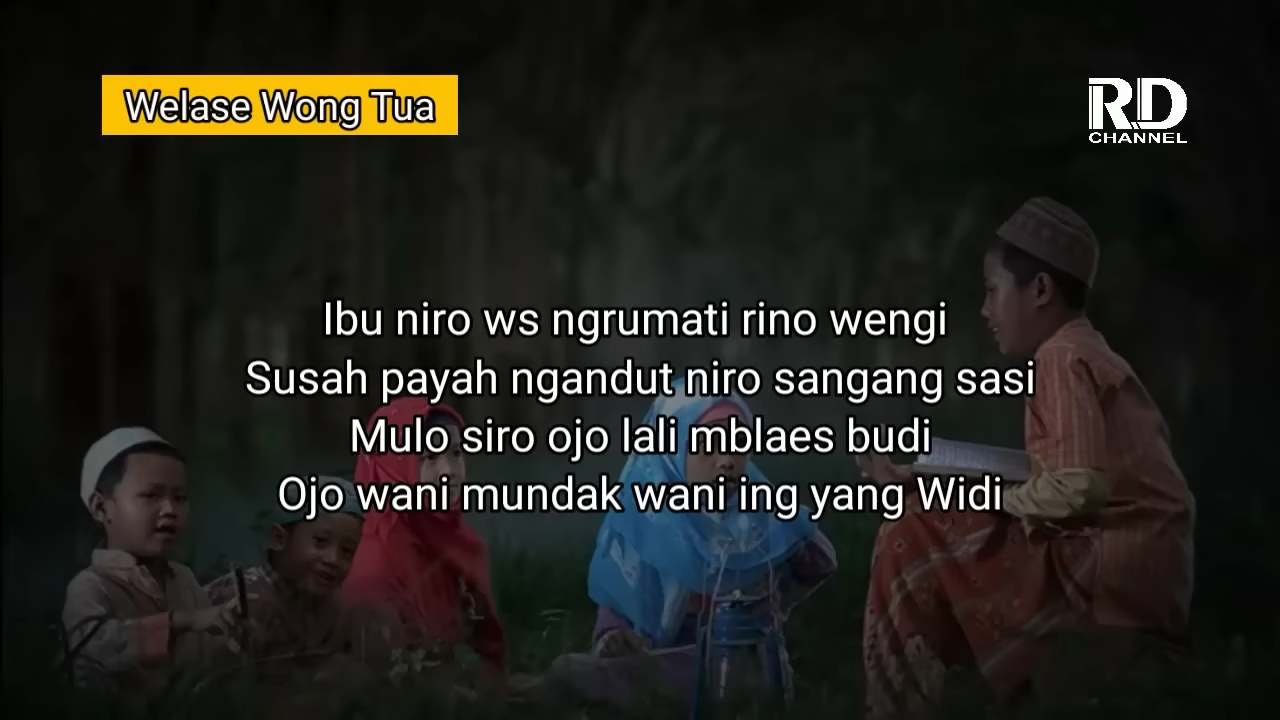 Welase Wong Tua
RD
CHANNEL
Ibu niro ws ngrumati rino wengi
Susah payah ngandut niro sangang sasi
Mulo siro ojo lali mblaes budi
Ojo wani mundak wani ing yang Widi